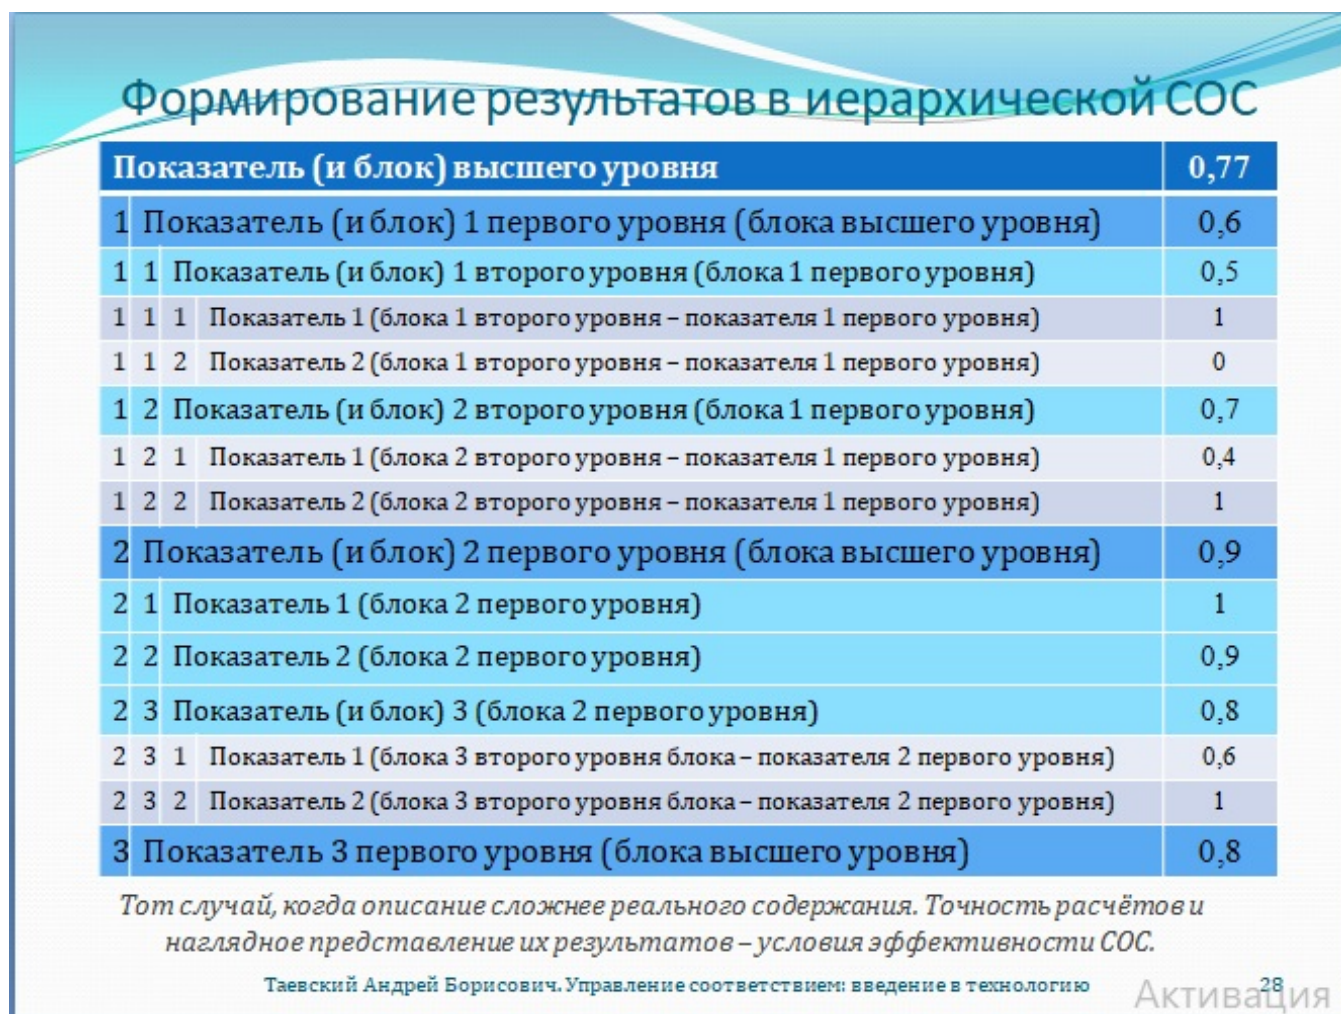 Формирование результатов в иерархической СОС
Показатель (и блок) высшего уровня 0,77
1 Показатель (и блок) 1 первого уровня (блока высшего уровня) 0,6
1 1 Показатель (и блок) 1 второго уровня (блока 1 первого уровня) 0,5
1 1 1 Показатель 1 (блока 1 второго уровня – показателя 1 первого уровня) 1
1 1 2 Показатель 2 (блока 1 второго уровня – показателя 1 первого уровня) 0
1 2 Показатель (и блок) 2 второго уровня (блока 1 первого уровня) 0,7
1 2 1 Показатель 1 (блока 2 второго уровня – показателя 1 первого уровня) 0,4
1 2 2 Показатель 2 (блока 2 второго уровня – показателя 1 первого уровня) 1
2 Показатель (и блок) 2 первого уровня (блока высшего уровня) 0,9
2 1 Показатель 1 (блока 2 первого уровня) 1
2 2 Показатель 2 (блока 2 первого уровня) 0,9
2 3 Показатель (и блок) 3 (блока 2 первого уровня) 0,8
2 3 1 Показатель 1 (блока 3 второго уровня блока – показателя 2 первого уровня) 0,6
2 3 2 Показатель 2 (блока 3 второго уровня блока – показателя 2 первого уровня) 1
3 Показатель 3 первого уровня (блока высшего уровня) 0,8
Тот случай, когда описание сложнее реального содержания. Точность расчётов и
наглядное представление их результатов – условия эффективности СОС.
Таевский Андрей Борисович. Управление соответствием: введение в технологию 28
Активация